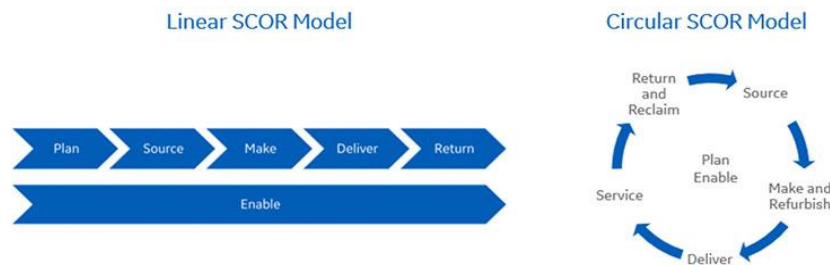 Linear SCOR Model
Plan
Source
Make
Deliver
Return
Enable
Circular SCOR Model
Return
and
Reclaim
Source
Plan
Enable
Make and
Refurbish
Service
Deliver